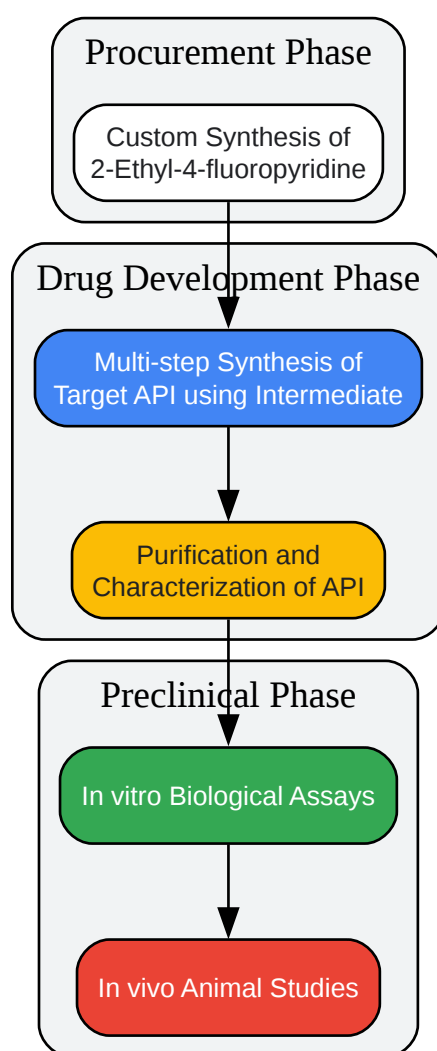 Procurement Phase
Custom Synthesis of
2-Ethyl-4-fluoropyridine
Drug Development Phase
Multi-step Synthesis of
Target API using Intermediate
Purification and
Characterization of API
Preclinical Phase
In vitro Biological Assays
In vivo Animal Studies